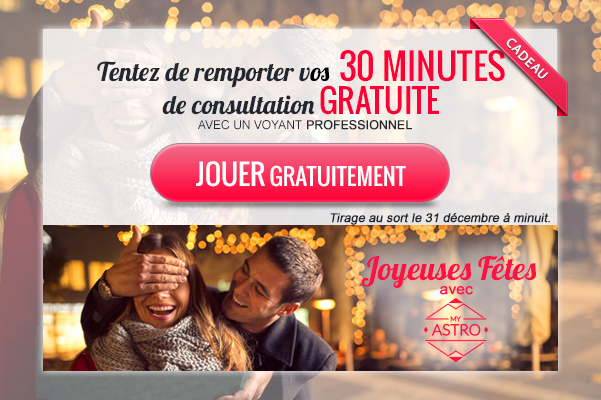 CADEAU
Tentez de remporter vos 30 MINUTES
de consultation GRATUITE
AVEC UN VOYANT PROFESSIONNEL
JOUER GRATUITEMENT
Tirage au sort le 31 décembre à minuit.
Joyeuses Fêtes
avec
MY
ASTRO